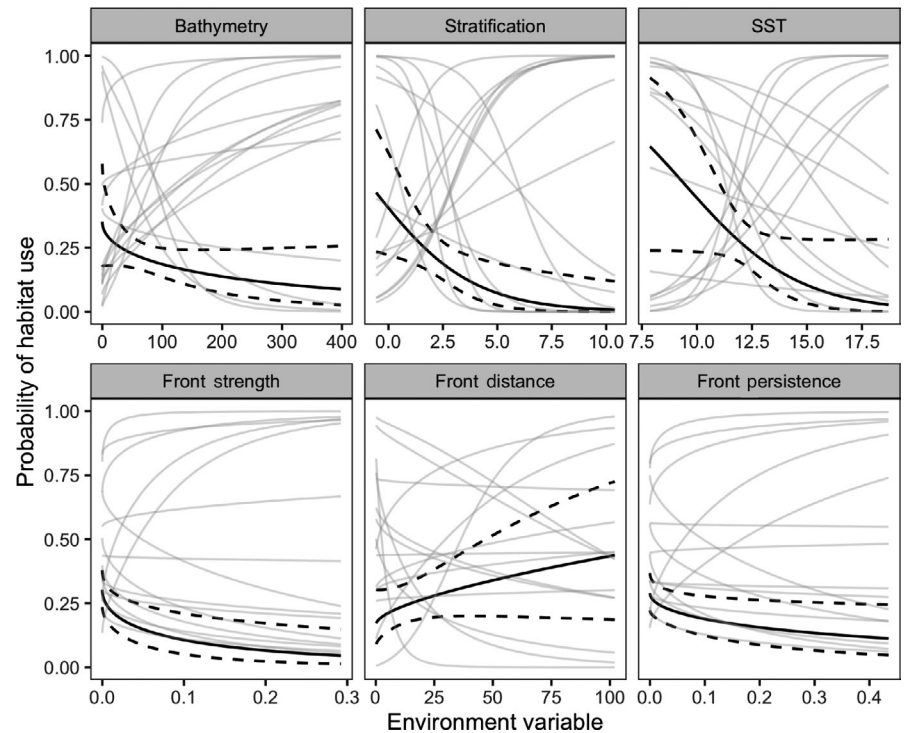 Bathymetry Stratification SST
1.00
0.75
0.50
0.25
0.00
0 100 200 300 400 0.0 2.5 5.0 7.5 10.0 7.5 10.0 12.5 15.0 17.5
Front strength Front distance Front persistence
1.00
0.75
0.50
0.25
0.00
0.0 0.1 0.2 0.3 0 25 50 75 100 0.0 0.1 0.2 0.3 0.4
Probability of habitat use
Environment variable